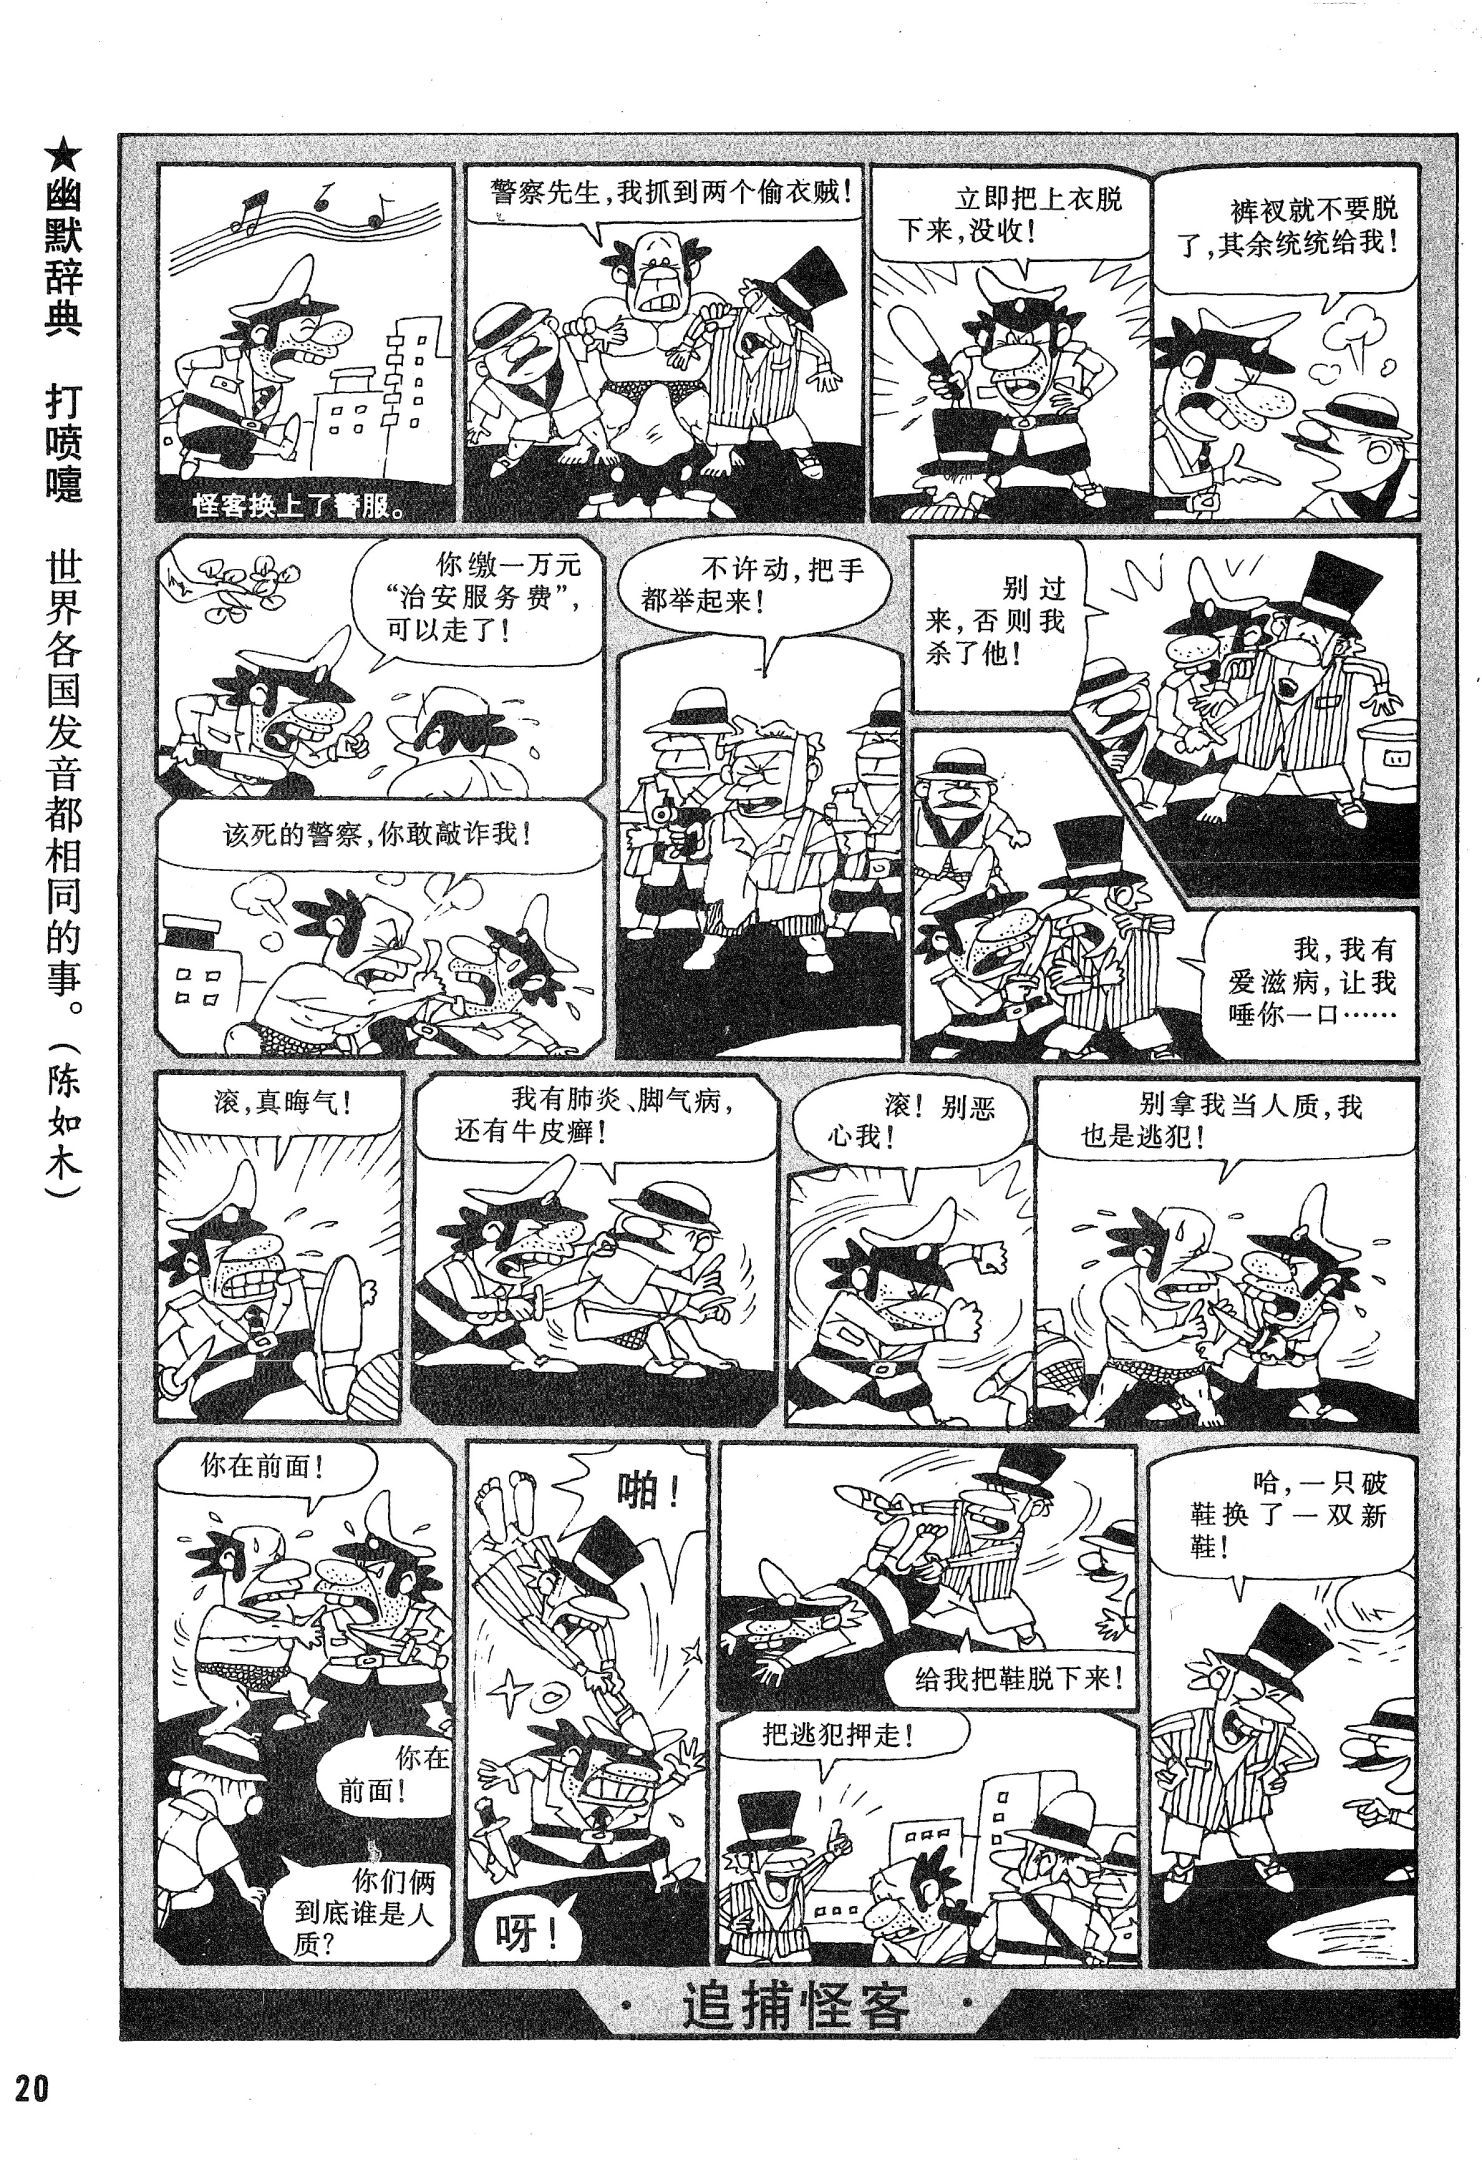 ★幽默辞典 打喷嚏 世界各国发音都相同的事。(陈如木)
怪客换上了警服。
警察先生,我抓到两个偷衣贼!
立即把上衣脱
下来,没收!
裤衩就不要脱
了,其余统统给我!
你缴一万元
“治安服务费”,
可以走了!
该死的警察,你敢敲诈我!
不许动,把手
都举起来!
别过
来,否则我
杀了他!
我,我有
爱滋病,让我
唾你一口……
滚,真晦气!
我有肺炎、脚气病,
还有牛皮癣!
滚!别恶
心我!
别拿我当人质,我
也是逃犯!
你在前面!
你在
前面!
你们俩
到底谁是人
质?
啪!
呀!
给我把鞋脱下来!
把逃犯押走!
哈,一只破
鞋换了一双新
鞋!
·追捕怪客·
20